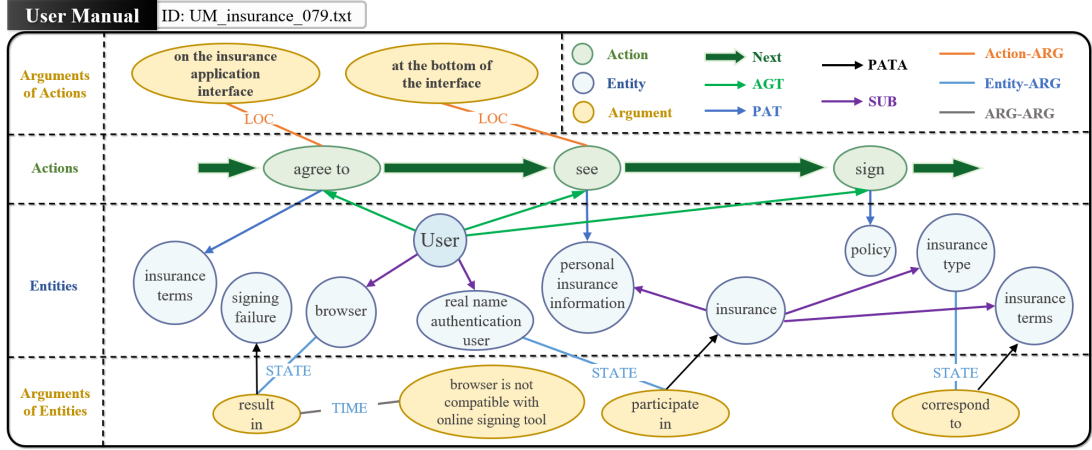 User Manual
ID: UM_insurance_079.txt
Arguments
of Actions
on the insurance
application
interface
at the bottom of
the interface
Action
Entity
Argument
Next
AGT
PAT
PATA
SUB
Action-ARG
Entity-ARG
ARG-ARG
LOC
LOC
Actions
agree to
see
sign
Entities
User
insurance
terms
signing
failure
browser
real name
authentication
user
personal
insurance
information
insurance
policy
insurance
type
insurance
terms
Arguments
of Entities
STATE
STATE
STATE
result
in
TIME
browser is not
compatible with
online signing tool
participate
in
correspond
to